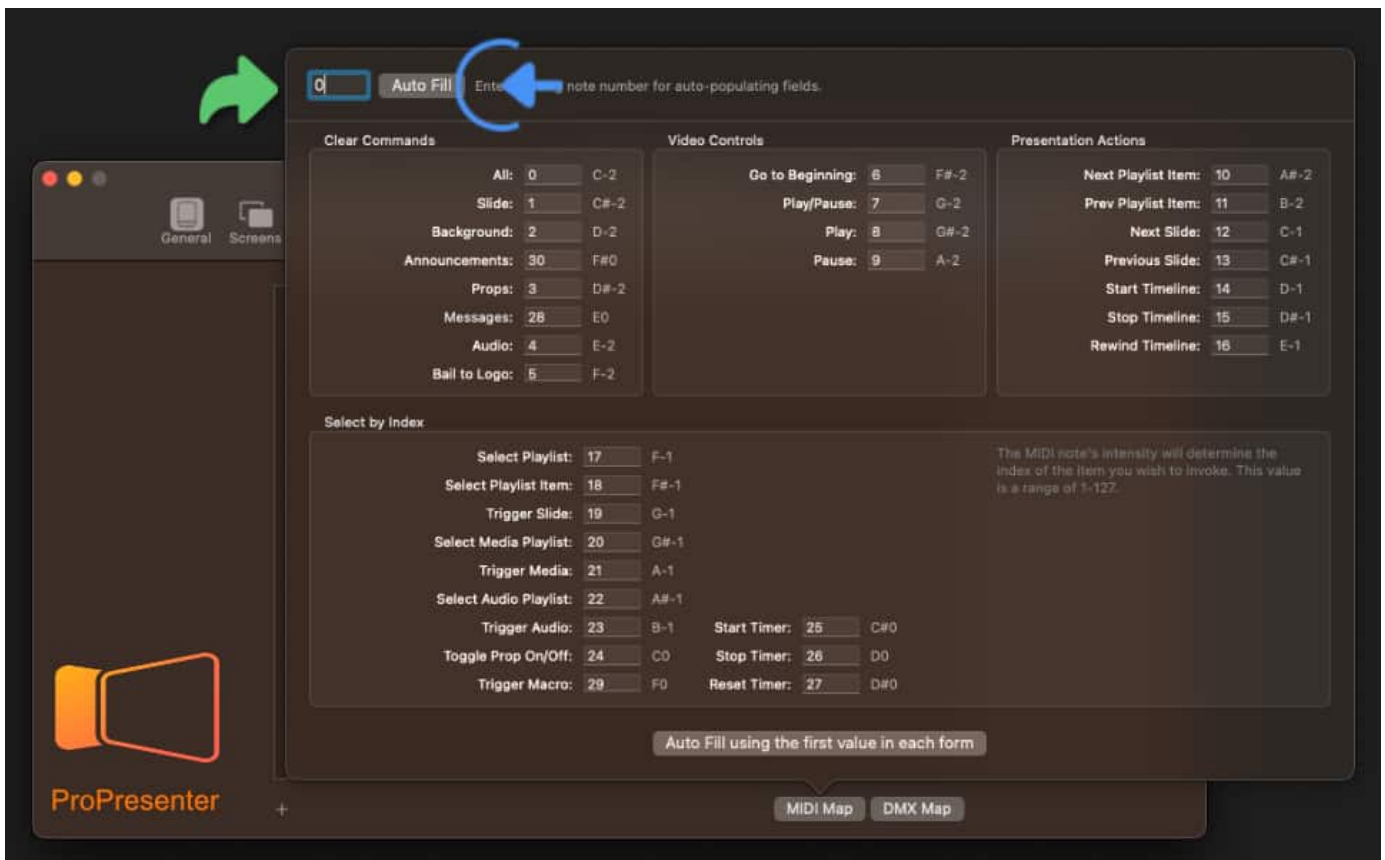 0 Auto Fill Ente note number for auto-populating fields.
Clear Commands
All: 0 C-2
Slide: 1 C#-2
Background: 2 D-2
Announcements: 30 F#0
Props: 3 D#-2
Messages: 28 E0
Audio: 4 E-2
Bail to Logo: 5 F-2
Video Controls
Go to Beginning: 6 F#-2
Play/Pause: 7 G-2
Play: 8 G#-2
Pause: 9 A-2
Presentation Actions
Next Playlist Item: 10 A#-2
Prev Playlist Item: 11 B-2
Next Slide: 12 C-1
Previous Slide: 13 C#-1
Start Timeline: 14 D-1
Stop Timeline: 15 D#-1
Rewind Timeline: 16 E-1
General Screens
Select by Index
Select Playlist: 17 F-1
Select Playlist Item: 18 F#-1
Trigger Slide: 19 G-1
Select Media Playlist: 20 G#-1
Trigger Media: 21 A-1
Select Audio Playlist: 22 A#-1
Trigger Audio: 23 B-1
Toggle Prop On/Off: 24 C0
Trigger Macro: 29 F0
Start Timer: 25 C#0
Stop Timer: 26 D0
Reset Timer: 27 D#0
The MIDI note's intensity will determine the
index of the item you wish to invoke. This value
is a range of 1-127.
Auto Fill using the first value in each form
ProPresenter
+
MIDI Map DMX Map